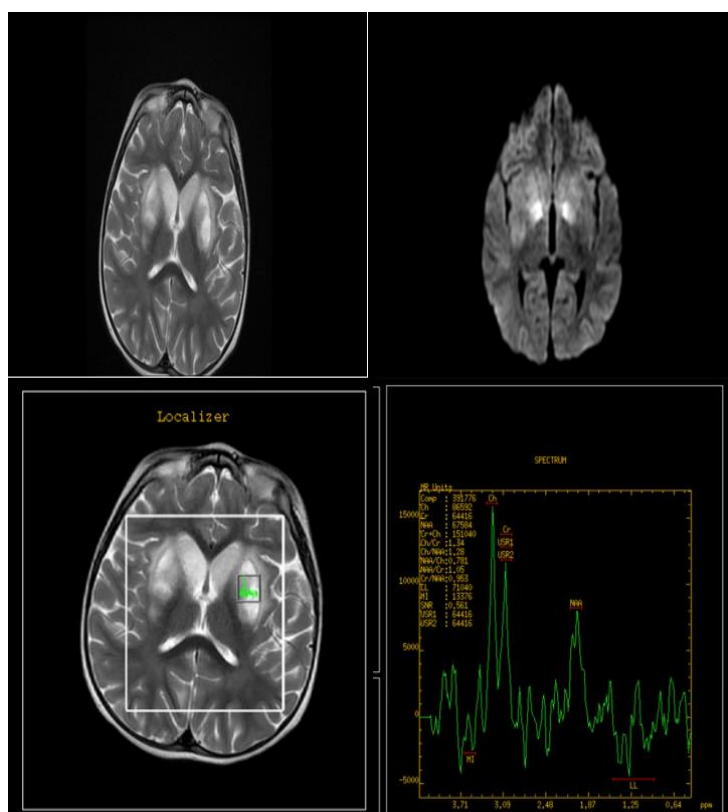 Localizer
SPECTRUM
MR Units
Comp : 391776
Ch : 86592
Cr : 64416
NAA : 67584
Cr+Ch : 151040
Ch/Cr:1.34
Ch/NAA:1.28
NAA/Ch:0.781
NAA/Cr:1.05
Cr/NAA:0.953
LL : 71040
MI : 13376
SNR :0.561
USR1 : 64416
USR2 : 64416
Ch
Cr
USR1
USR2
NAA
MI
LL
15000
10000
5000
0
-5000
3,71 3,09 2,48 1,87 1,25 0,64 ppm